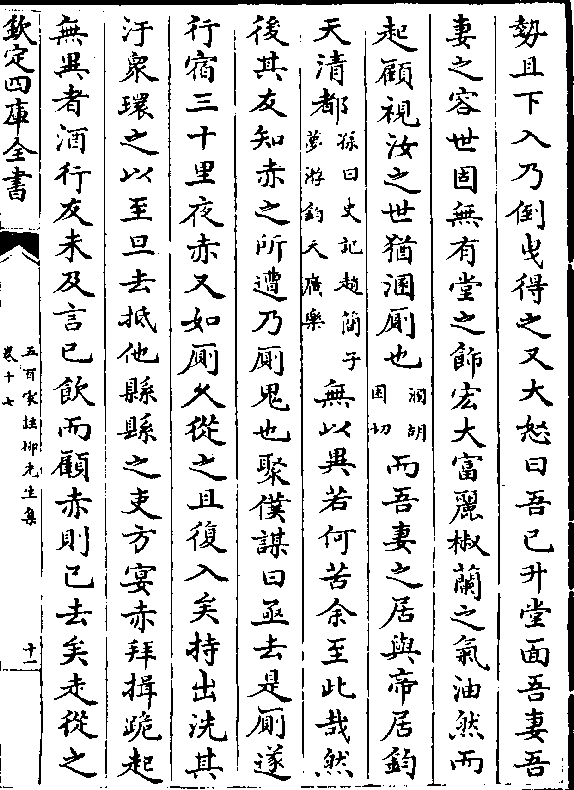 勢且下入乃倒曳得之又大怒曰吾已升堂面吾妻吾
妻之容世固無有堂之飾宏大富麗椒蘭之氣油然而
起顧視汝之世猶溷厠也溷胡困切而吾妻之居與帝居鈞
天清都孫曰史記趙簡子夢游鈞天廣樂無以異若何苦余至此哉然
後其友知赤之所遭乃厠鬼也聚僕謀曰亟去是厠遂
行宿三十里夜赤又如厠久從之且復入矣持出洗其
汙衆環之以至旦去抵他縣縣之吏方宴赤拜揖跪起
無異者酒行友未及言已飲而顧赤則已去矣走從之
欽定四庫全書
五百家註柳先生集
卷十七
十一